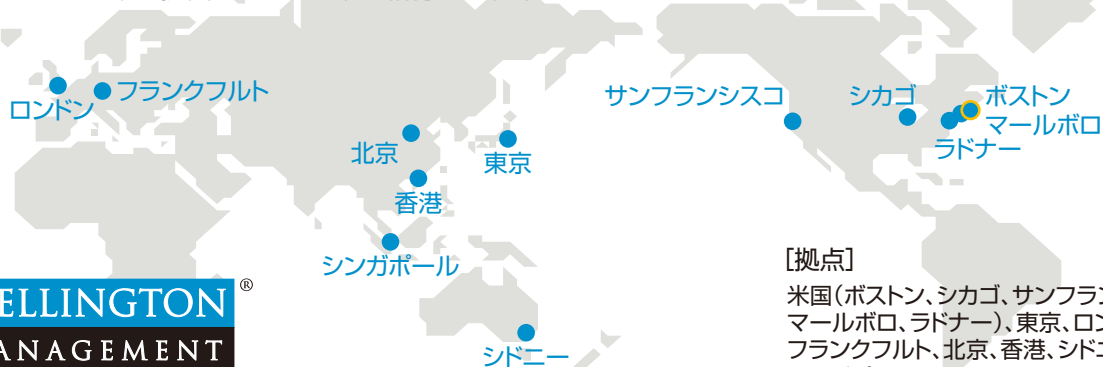 ロンドン
フランクフルト
北京
東京
香港
シンガポール
シドニー
サンフランシスコ
シカゴ
ボストン
マールボロ
ラドナー
ELLINGTON®
ANAGEMENT
[拠点]
米国(ボストン、シカゴ、サンフラン
マールボロ、ラドナー)、東京、ロン
フランクフルト、北京、香港、シドニ